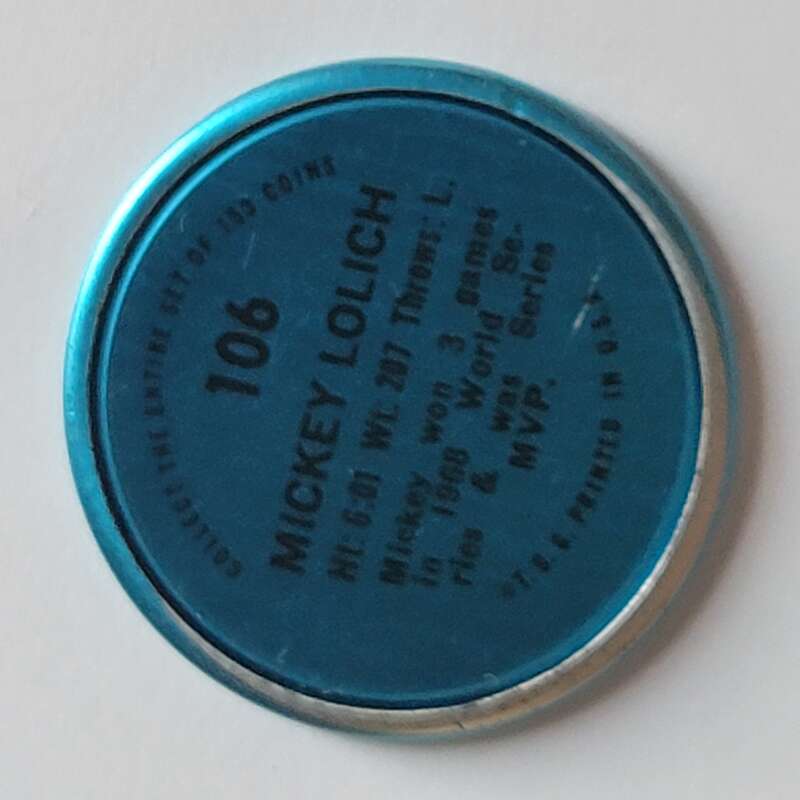 COLLECT THE ENTIRE SET OF 153 COINS
106
MICKEY LOLICH
Ht. 6:01 Wt. 207 Throws: L.
Mickey won 3 games
in 1968 World Se-
ries & was Series
MVP.
©T.C.G. PRINTED IN U.S.A.